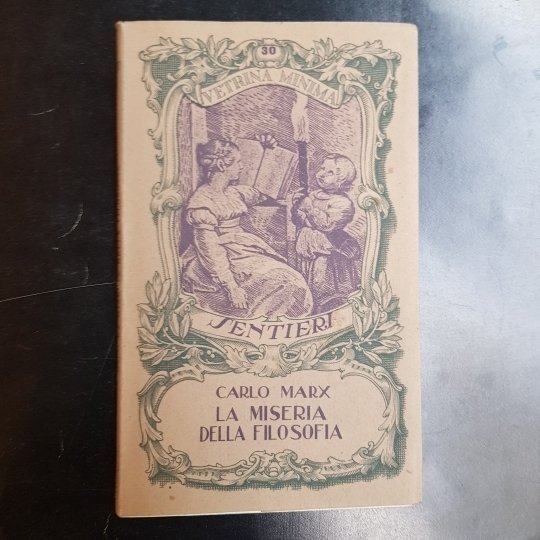 30
VETRINA MINIMA
SENTIERI
CARLO MARX
LA MISERIA
DELLA FILOSOFIA